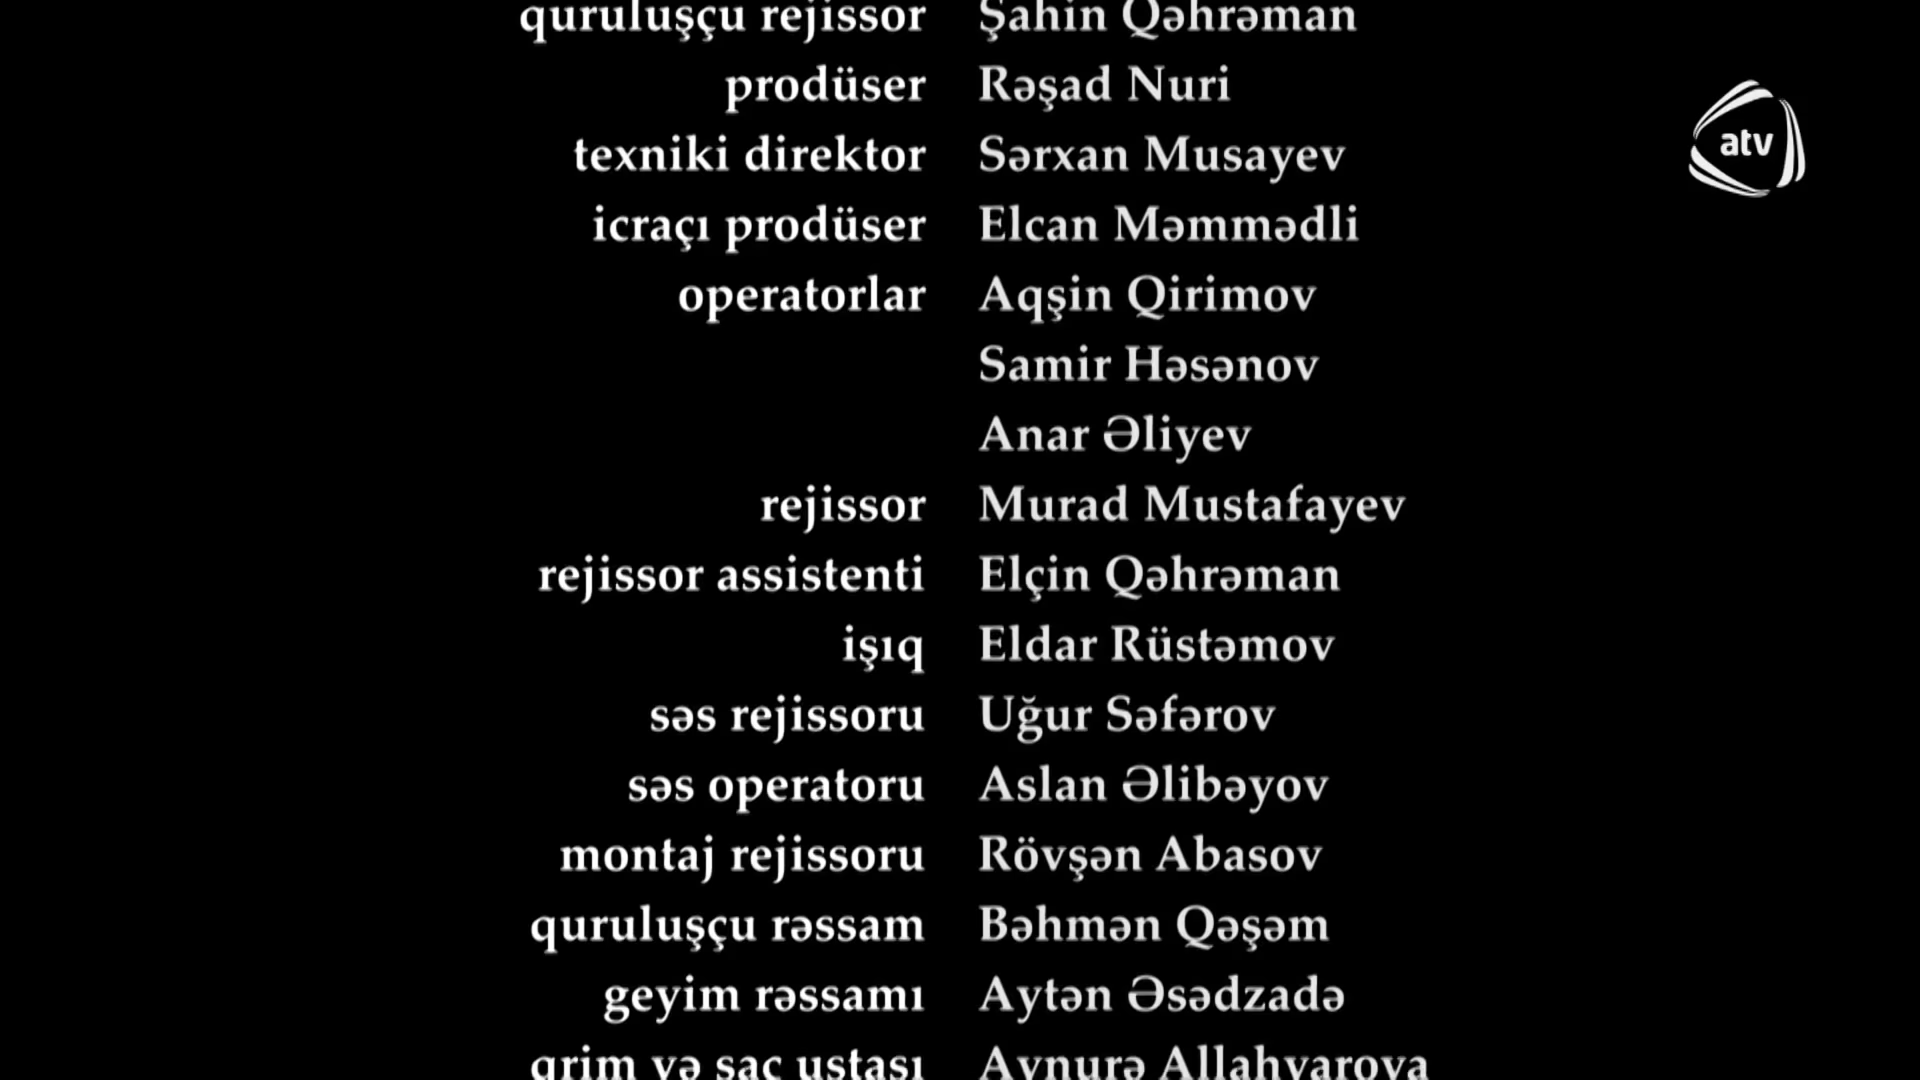 quruluşçu rejissor Şahin Qəhrəman
prodüser Rəşad Nuri
atv
texniki direktor Sərxan Musayev
icraçı prodüser Elcan Məmmədli
operatorlar Aqşin Qirimov
Samir Həsənov
Anar Əliyev
rejissor Murad Mustafayev
rejissor assistenti Elçin Qəhrəman
işıq Eldar Rüstəmov
səs rejissoru Uğur Səfərov
səs operatoru Aslan Əlibəyov
montaj rejissoru Rövşən Abasov
quruluşçu rəssam Bəhmən Qəşəm
geyim rəssamı Aytən Əsədzadə
qrim və saç ustası Aynurə Allahyarova